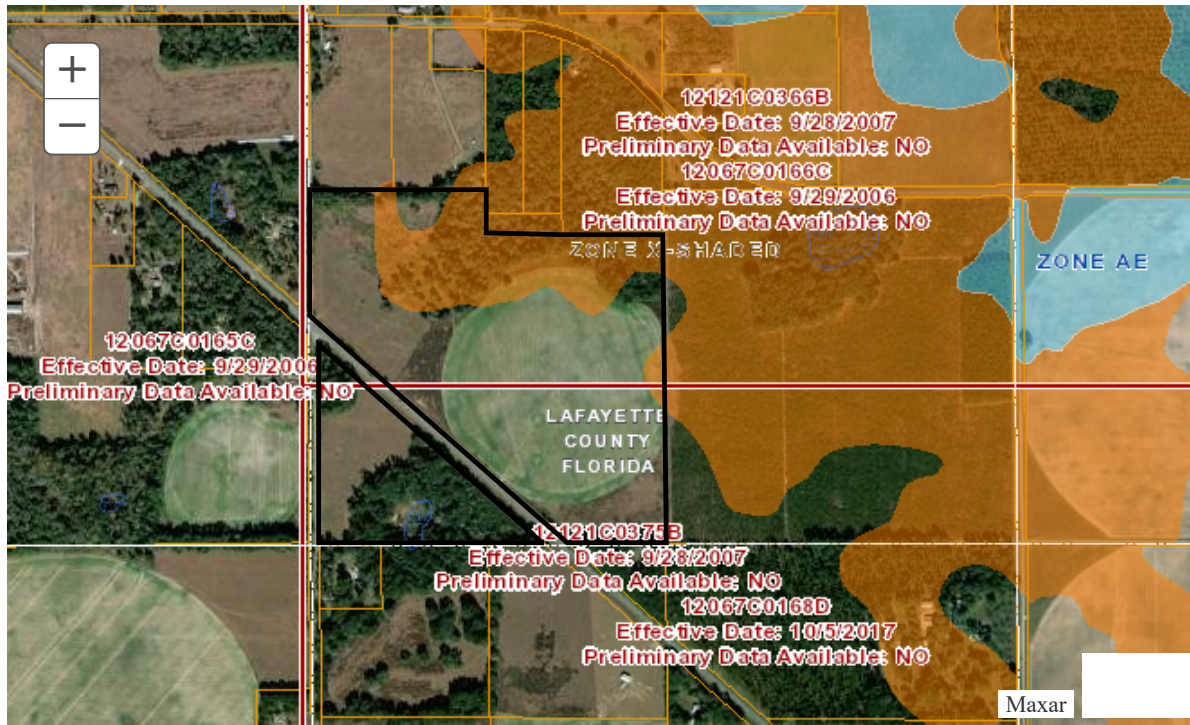 +
−
12121C0366B
Effective Date: 9/28/2007
Preliminary Data Available: NO
12067C0166C
Effective Date: 9/29/2006
Preliminary Data Available: NO
ZONE X-SHADED
ZONE AE
12067C0165C
Effective Date: 9/29/2006
Preliminary Data Available: NO
LAFAYETTE
COUNTY
FLORIDA
12121C0375B
Effective Date: 9/28/2007
Preliminary Data Available: NO
12067C0168D
Effective Date: 10/5/2017
Preliminary Data Available: NO
Maxar